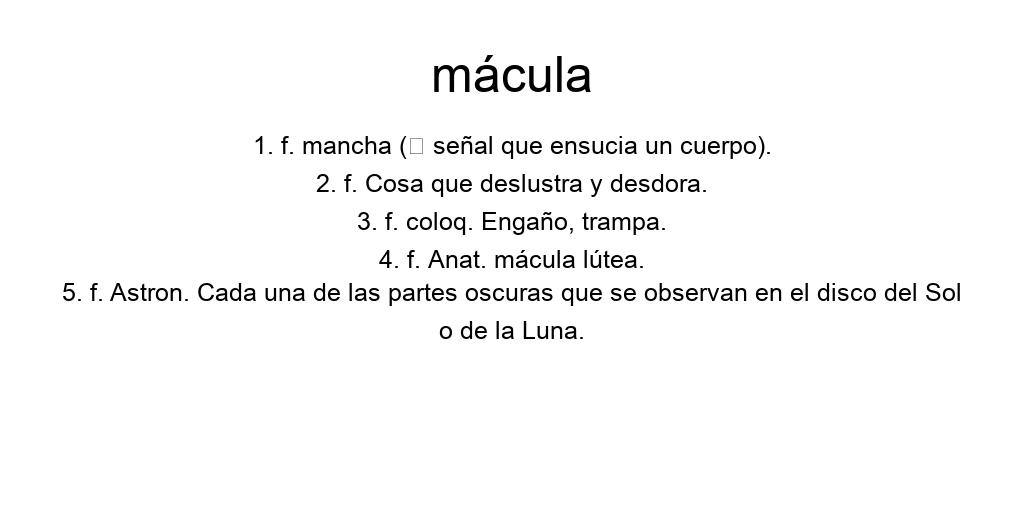 mácula
1. f. mancha (□ señal que ensucia un cuerpo).
2. f. Cosa que deslustra y desdora.
3. f. coloq. Engaño, trampa.
4. f. Anat. mácula lútea.
5. f. Astron. Cada una de las partes oscuras que se observan en el disco del Sol
o de la Luna.